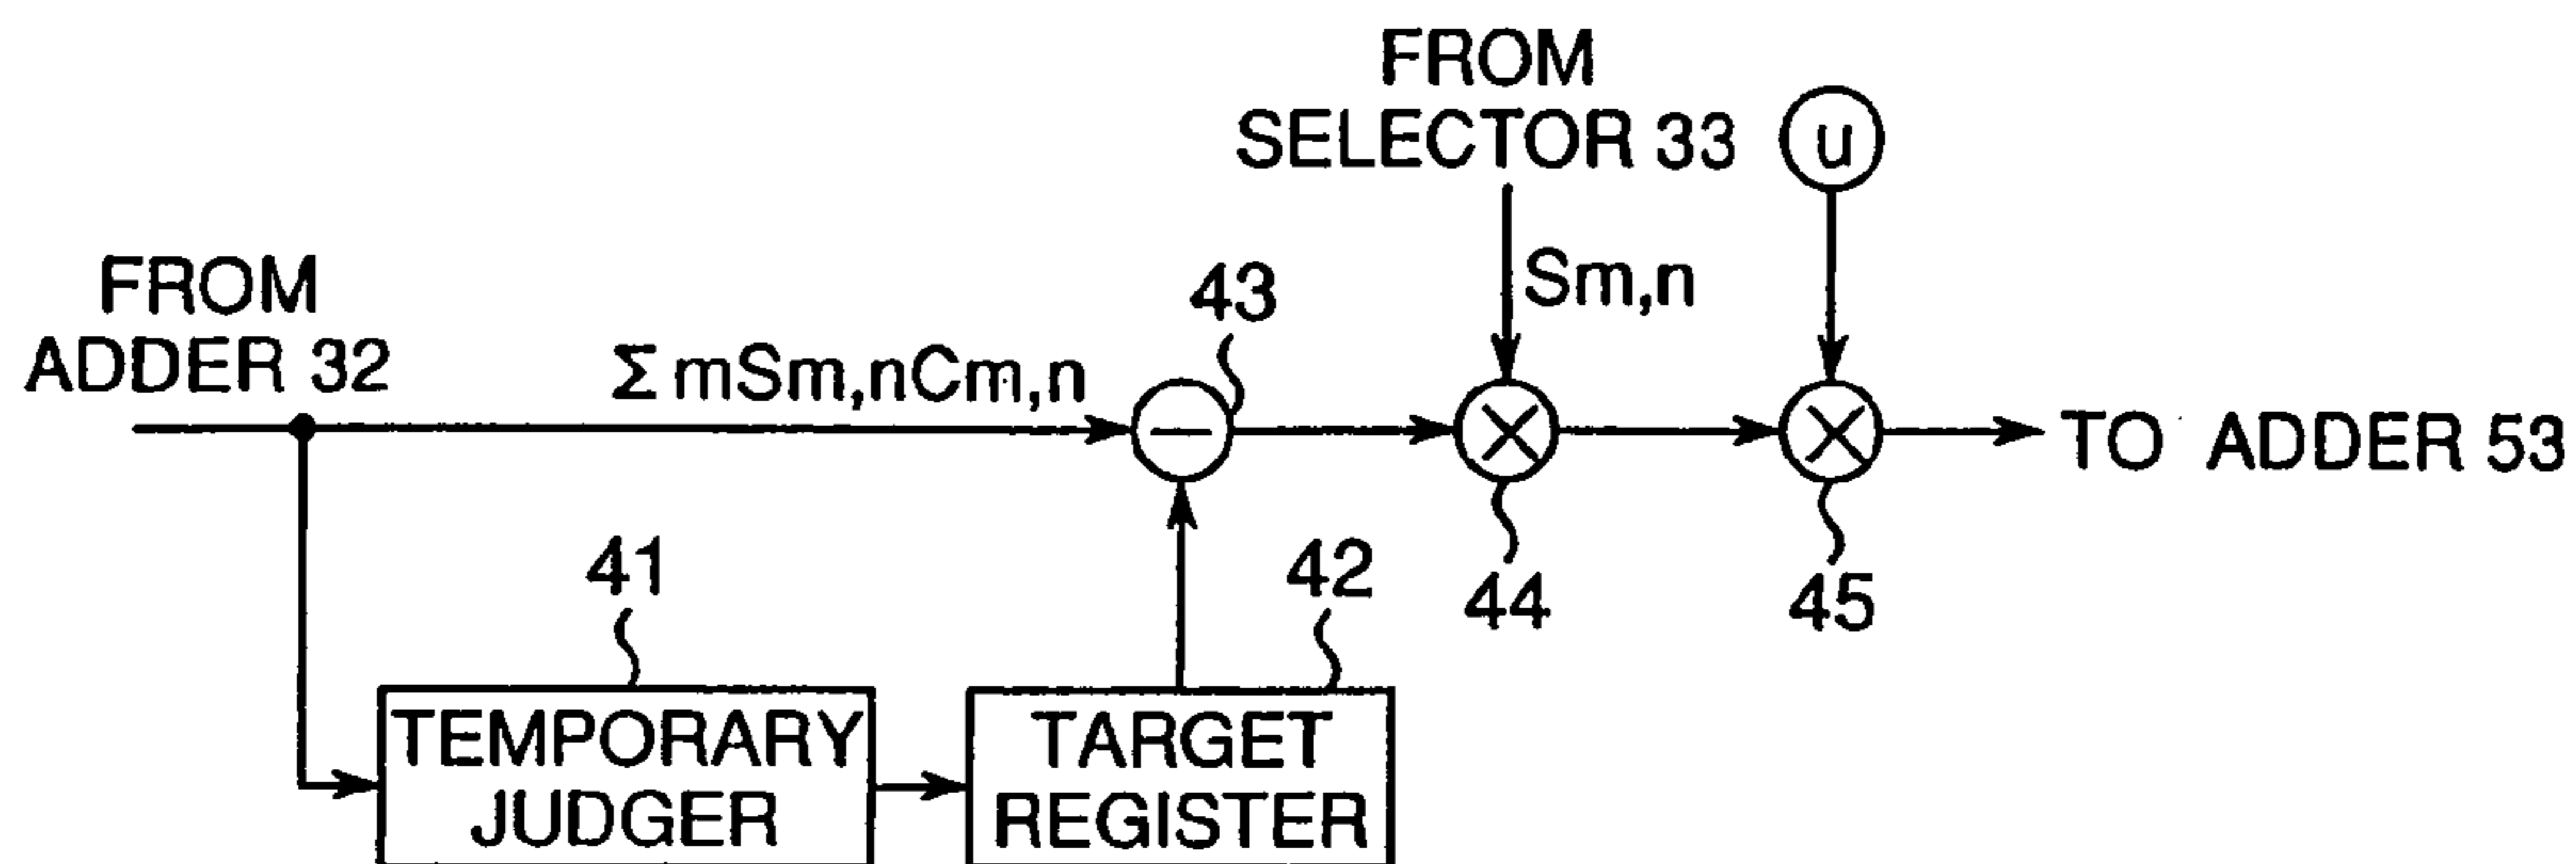 FROM
SELECTOR 33
u
Sm,n
FROM
ADDER 32
Σ mSm,nCm,n
43
TO ADDER 53
44
45
41
42
TEMPORARY
JUDGER
TARGET
REGISTER